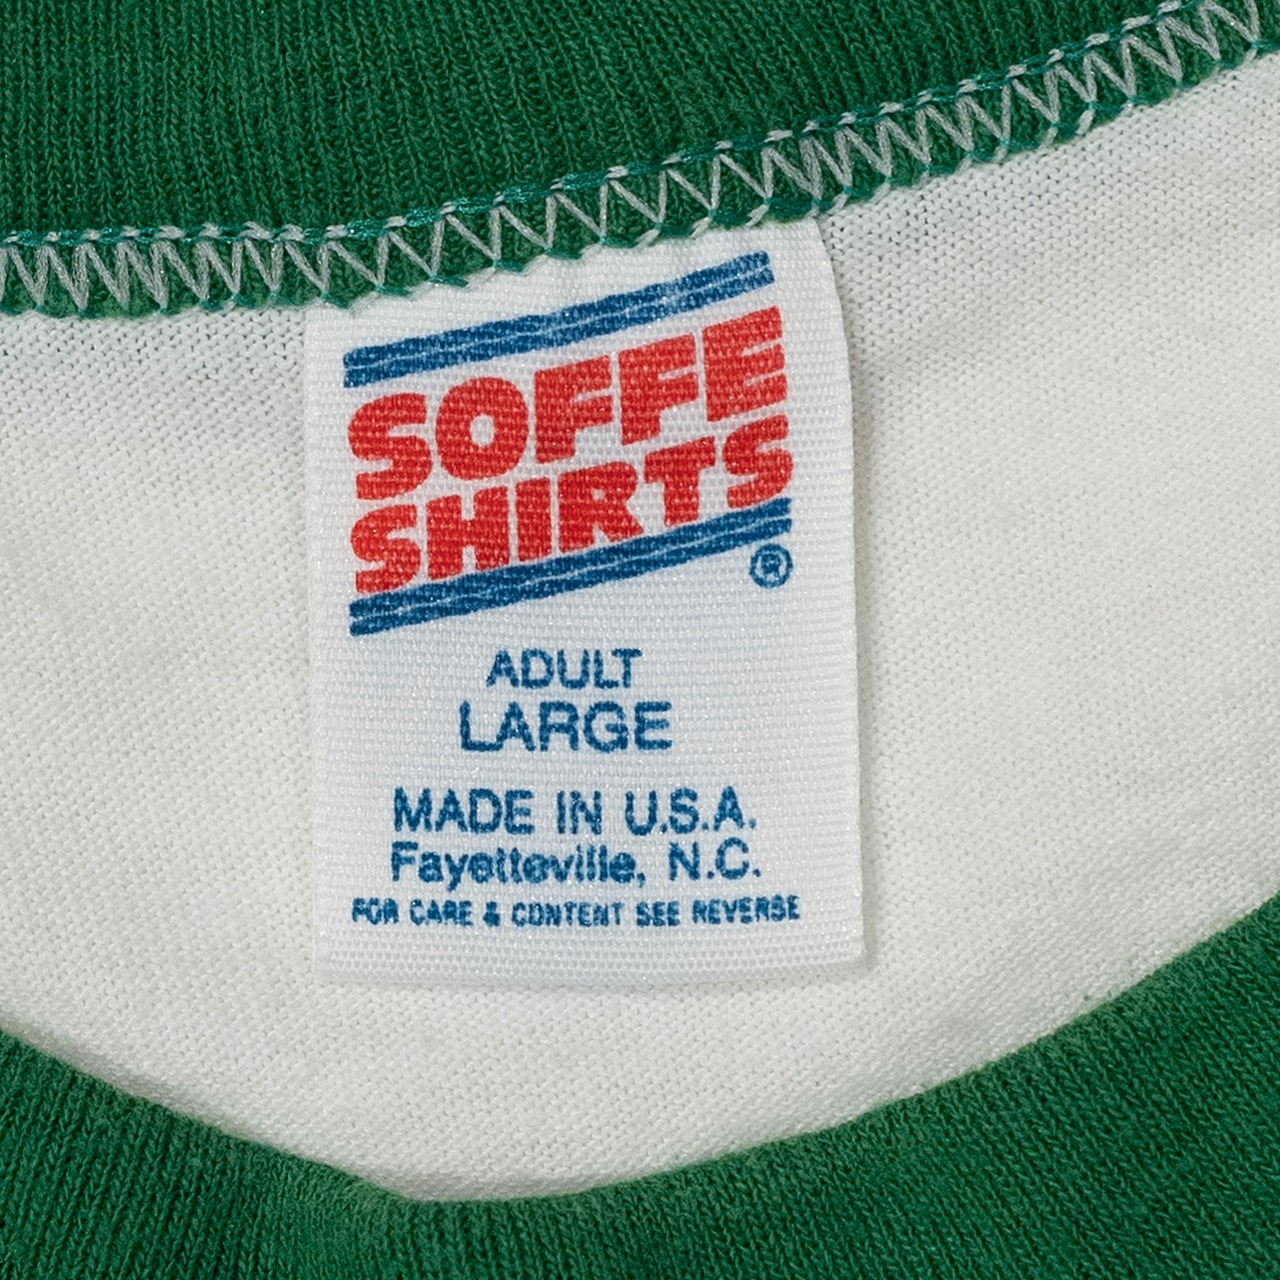 SOFFE
SHIRTS
®
ADULT
LARGE
MADE IN U.S.A.
Fayetteville, N.C.
FOR CARE & CONTENT SEE REVERSE